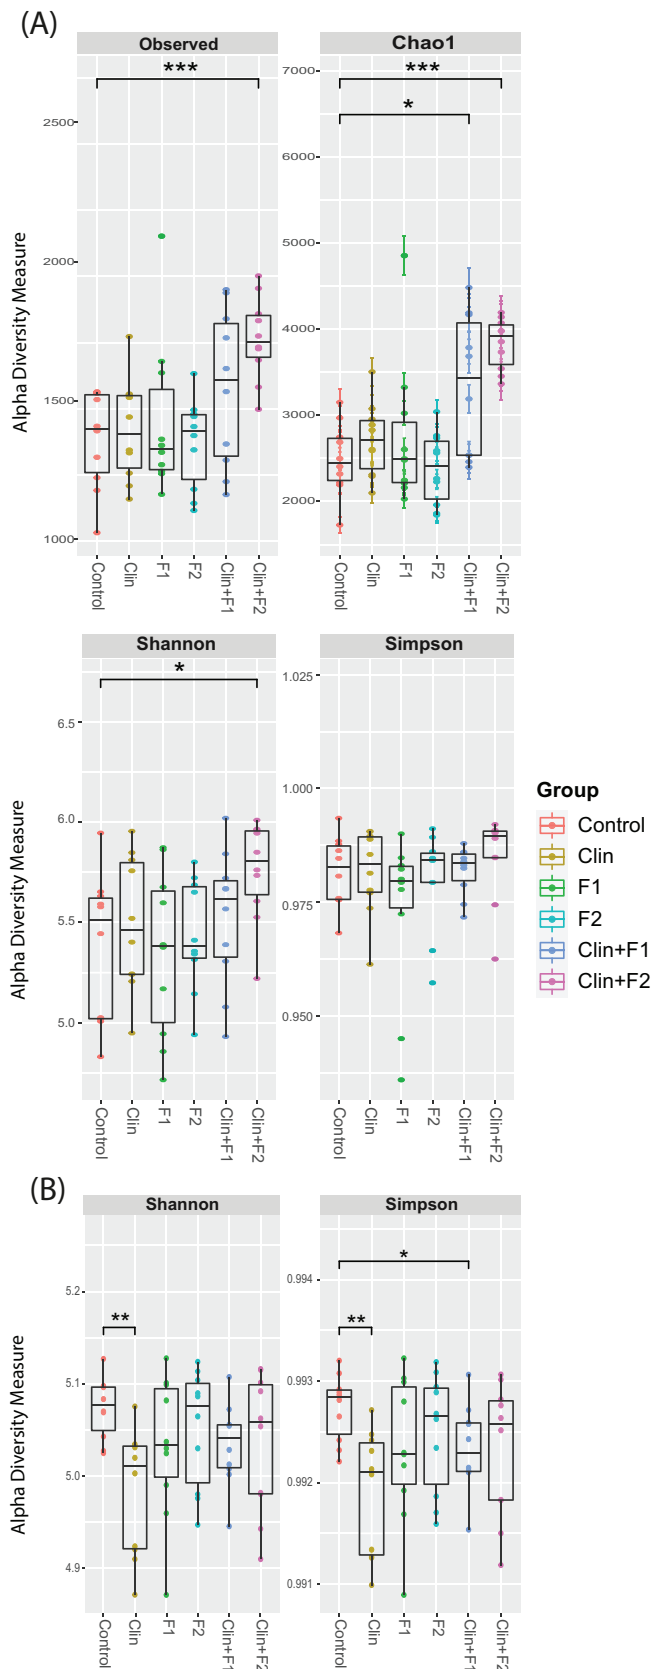 (A)
Observed
Chao1
***
***
*
Alpha Diversity Measure
2500
2000
1500
1000
7000
6000
5000
4000
3000
2000
Control
Clin
F1
F2
Clin+F1
Clin+F2
Control
Clin
F1
F2
Clin+F1
Clin+F2
Shannon
Simpson
*
Alpha Diversity Measure
6.5
6.0
5.5
5.0
1.025
1.000
0.975
0.950
Control
Clin
F1
F2
Clin+F1
Clin+F2
Control
Clin
F1
F2
Clin+F1
Clin+F2
Group
Control
Clin
F1
F2
Clin+F1
Clin+F2
(B)
Shannon
Simpson
**
*
**
Alpha Diversity Measure
5.2
5.1
5.0
4.9
0.994
0.993
0.992
0.991
Control
Clin
F1
F2
Clin+F1
Clin+F2
Control
Clin
F1
F2
Clin+F1
Clin+F2